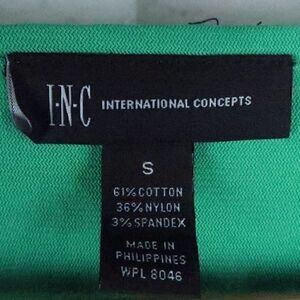 I·N·C INTERNATIONAL CONCEPTS
S
61% COTTON
36% NYLON
3% SPANDEX
MADE IN
PHILIPPINES
WPL 8046